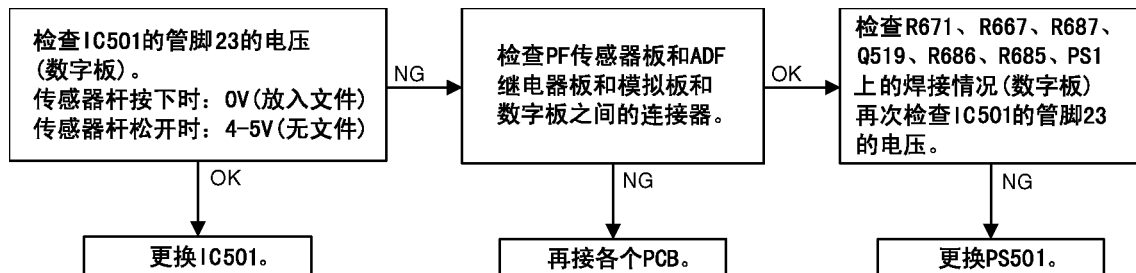 检查IC501的管脚23的电压
(数字板)。
传感器杆按下时：0V(放入文件)
传感器杆松开时：4-5V(无文件)
NG
检查PF传感器板和ADF
继电器板和模拟板和
数字板之间的连接器。
OK
检查R671、R667、R687、
Q519、R686、R685、PS1
上的焊接情况(数字板)
再次检查IC501的管脚23
的电压。
OK
NG
NG
更换IC501。
再接各个PCB。
更换PS501。